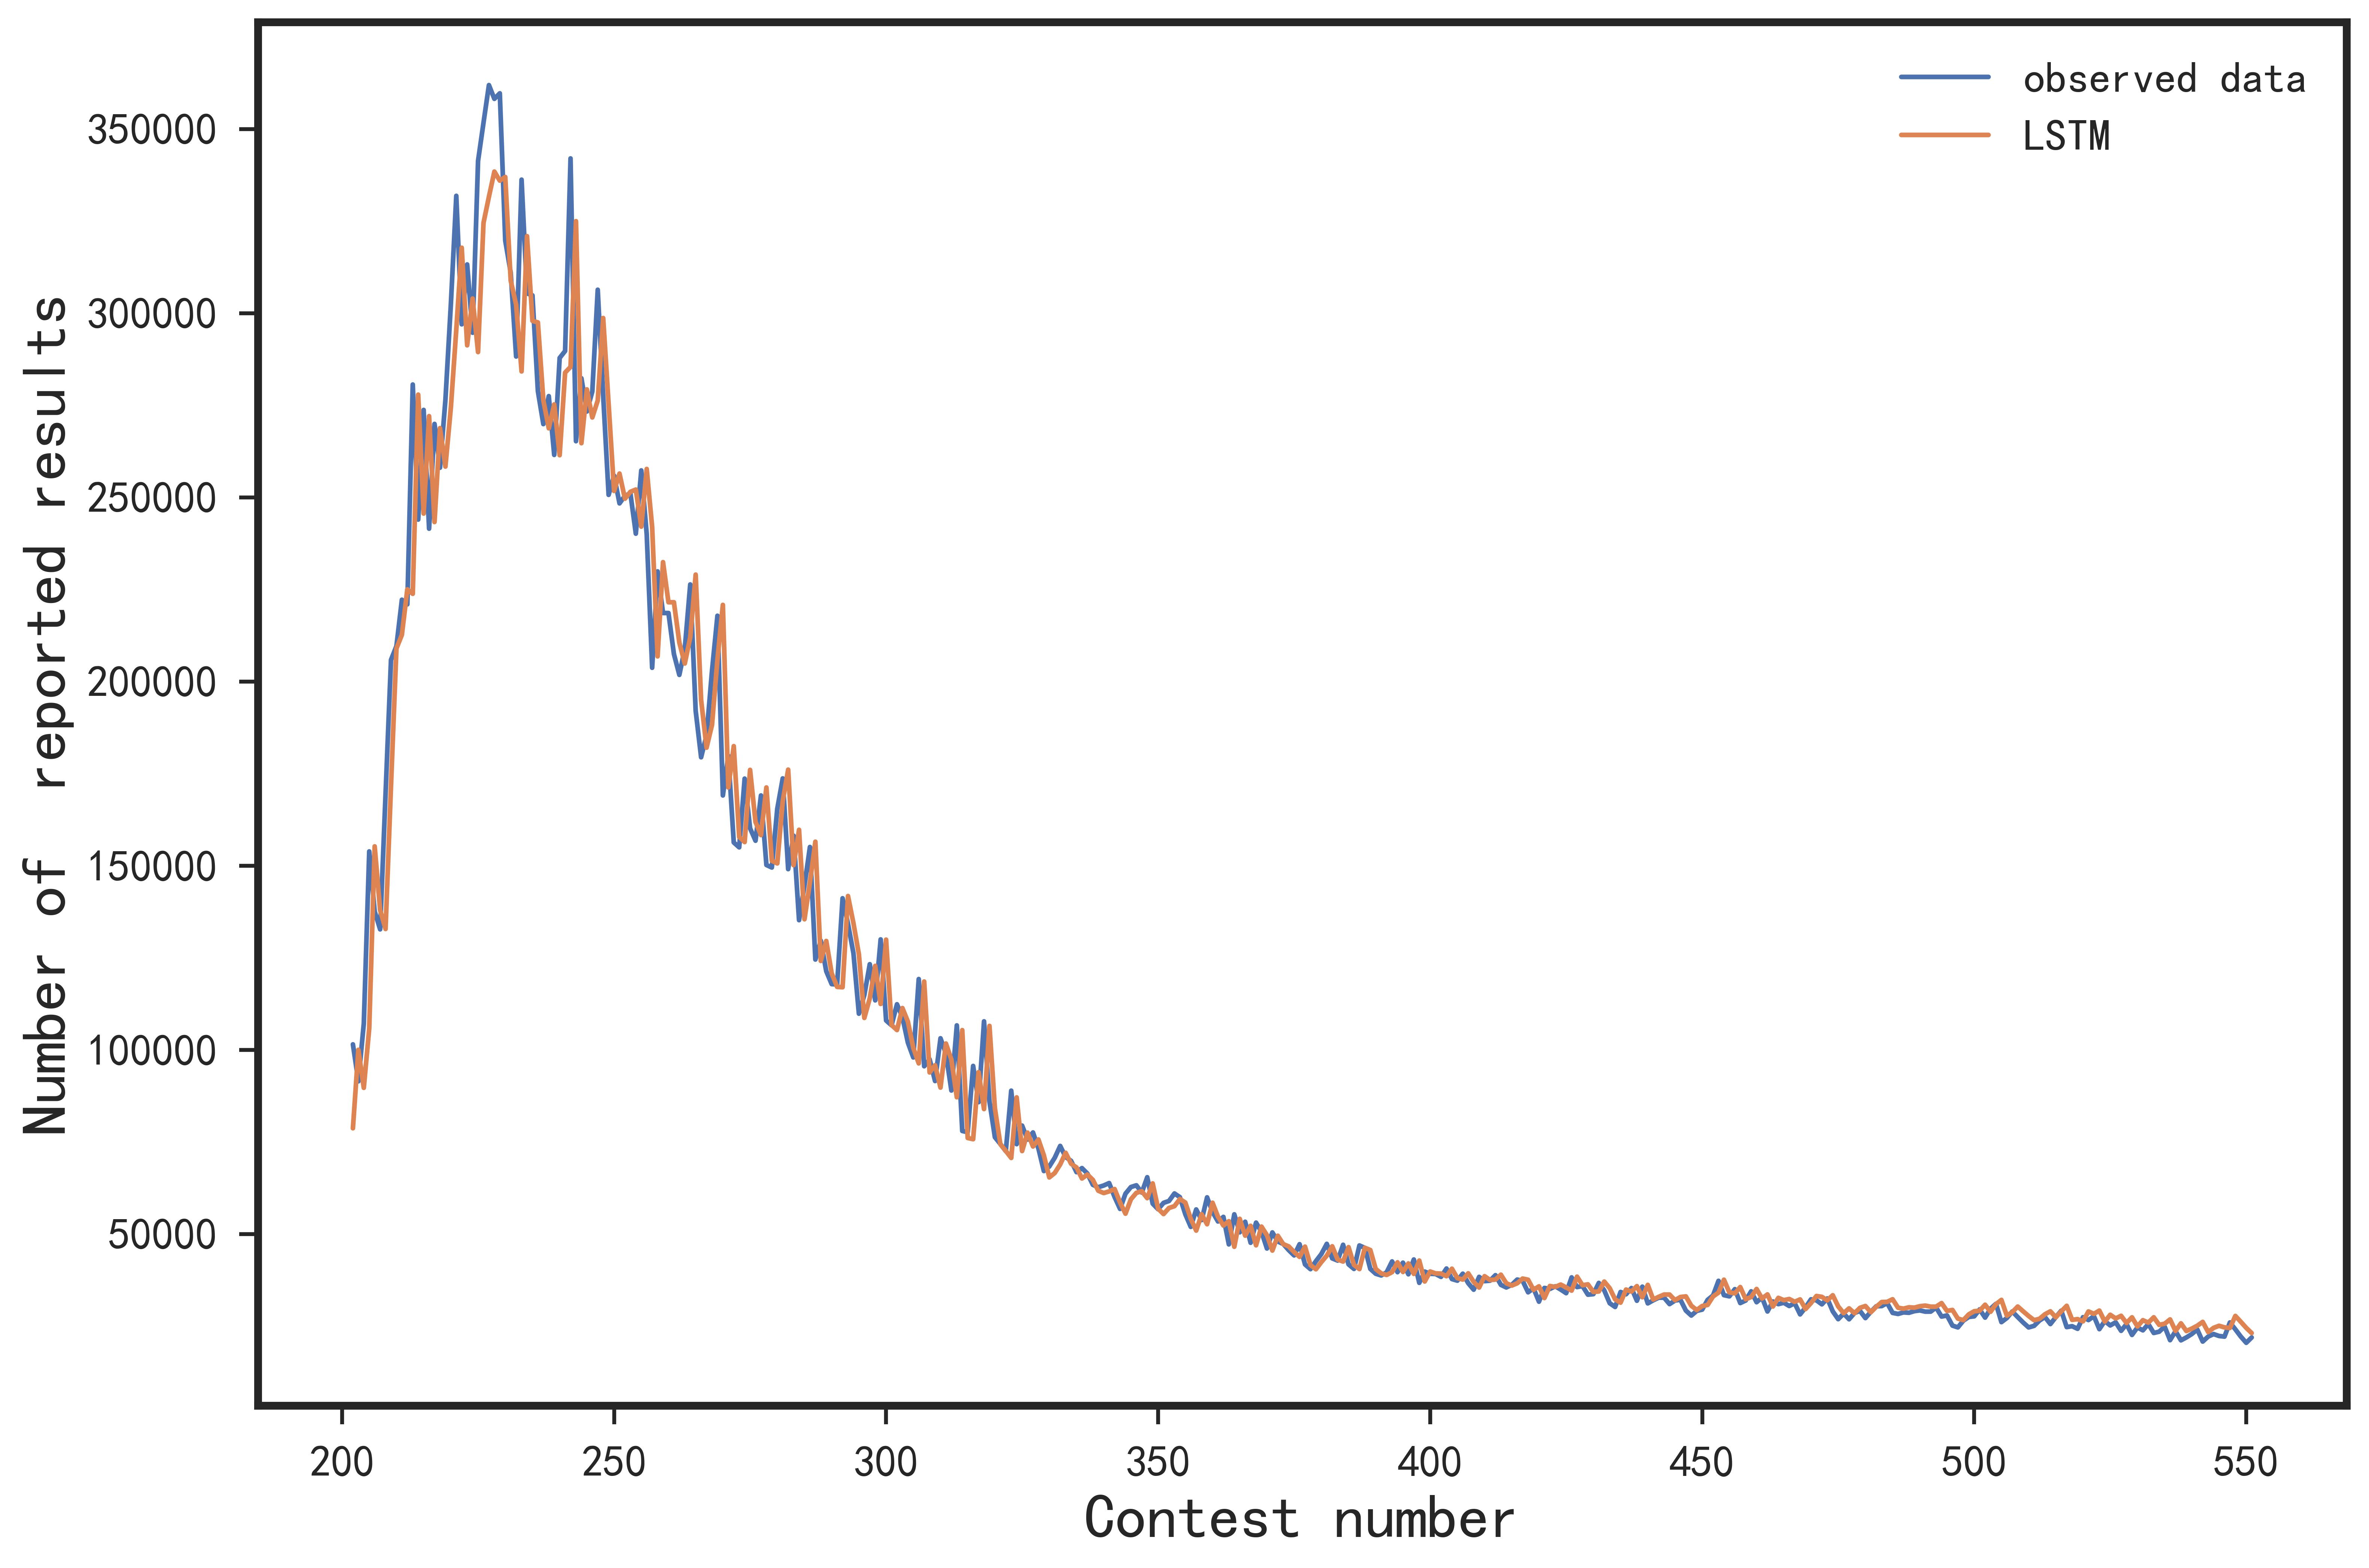 observed data
LSTM
Number of reported results
350000
300000
250000
200000
150000
100000
50000
200 250 300 350 400 450 500 550
Contest number